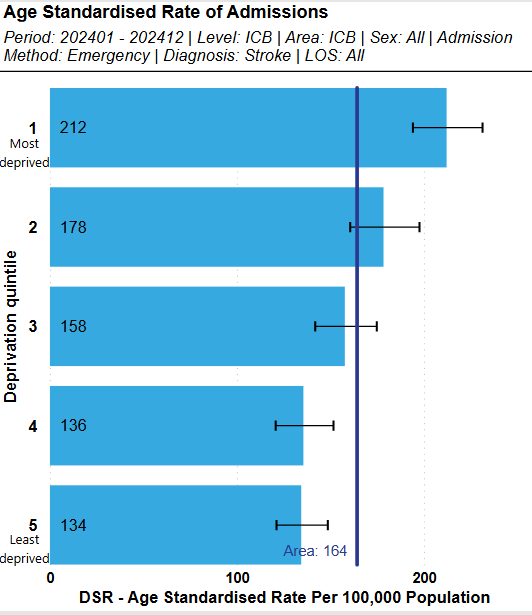 Age Standardised Rate of Admissions
Period: 202401 - 202412 | Level: ICB | Area: ICB | Sex: All | Admission
Method: Emergency | Diagnosis: Stroke | LOS: All
Deprivation quintile
1
Most
deprived
212
2
178
3
158
4
136
5
Least
deprived
134
Area: 164
0 100 200
DSR - Age Standardised Rate Per 100,000 Population